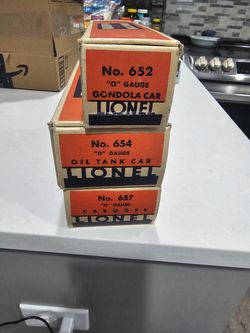 No. 652
"O" GAUGE
GONDOLA CAR
LIONEL
No. 654
"O" GAUGE
OIL TANK CAR
LIONEL
No. 657
"O" GAUGE
CABOOSE
LIONEL